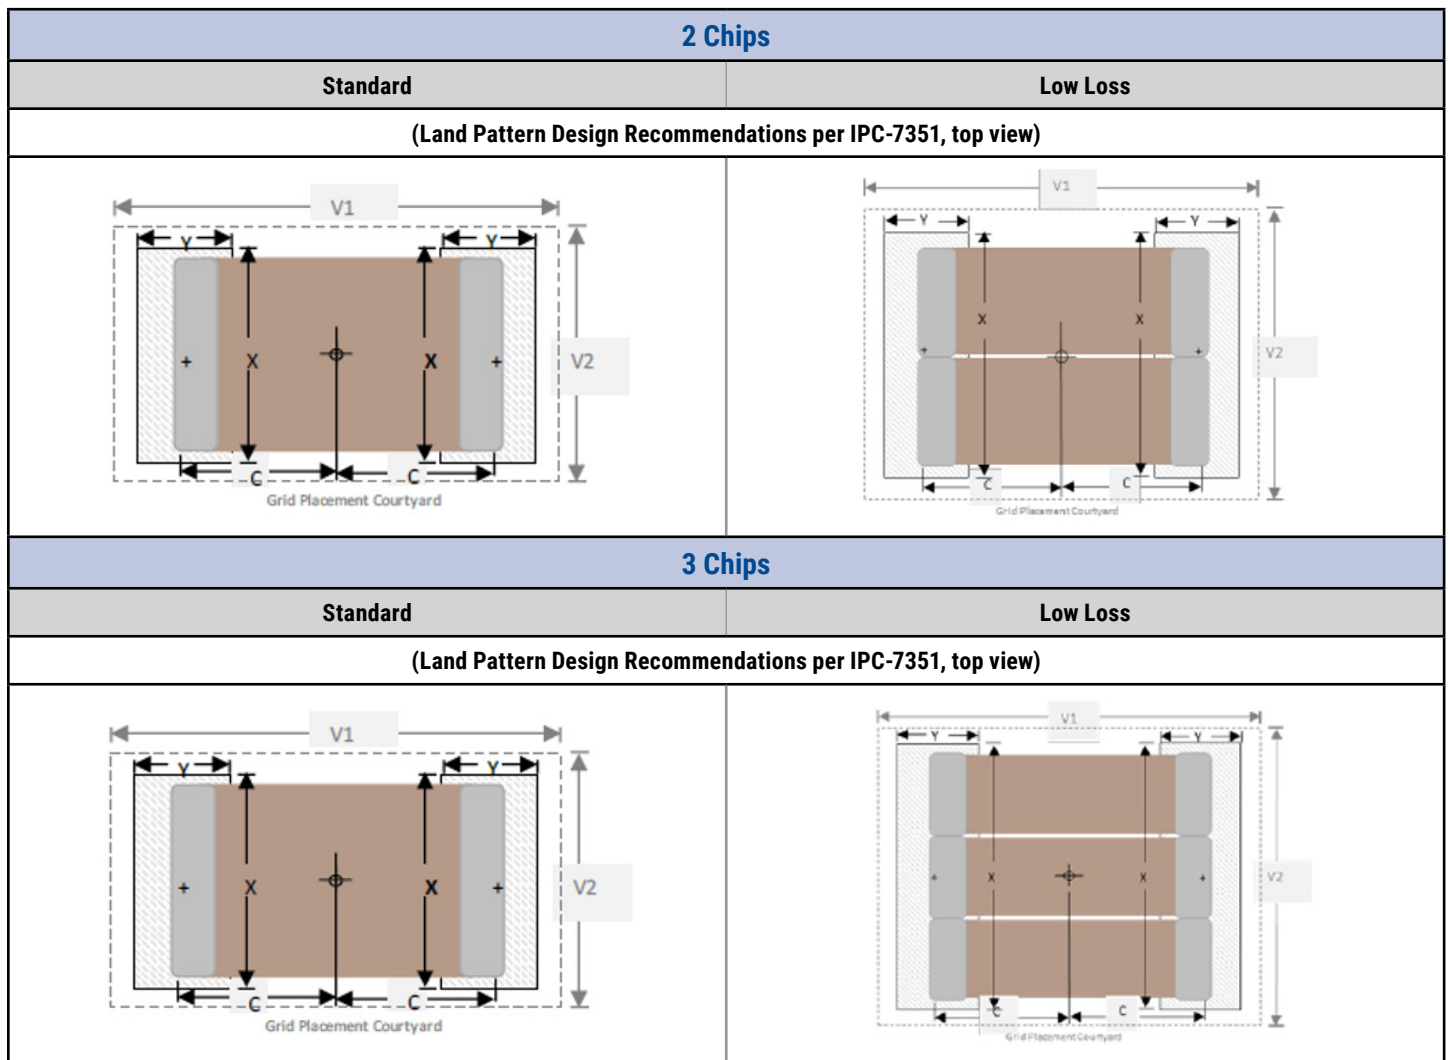 2 Chips
Standard
Low Loss
(Land Pattern Design Recommendations per IPC-7351, top view)
V1
Y
Y
X
X
V2
+
+
C
C
Grid Placement Courtyard
V1
Y
Y
X
X
V2
+
+
C
C
Grid Placement Courtyard
3 Chips
Standard
Low Loss
(Land Pattern Design Recommendations per IPC-7351, top view)
V1
Y
Y
+
X
X
+
V2
C
C
Grid Placement Courtyard
V1
Y
Y
+
X
X
+
V2
C
C
Grid Placement Courtyard